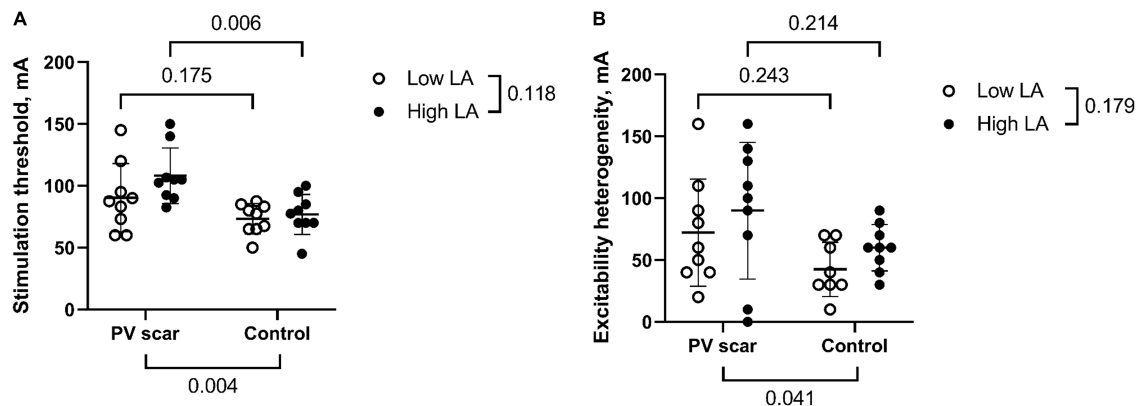 A
0.006
0.175
Stimulation threshold, mA
200
150
100
50
0
Low LA
High LA
0.118
PV scar
Control
0.004
B
0.214
0.243
Excitability heterogeneity, mA
200
150
100
50
0
Low LA
High LA
0.179
PV scar
Control
0.041